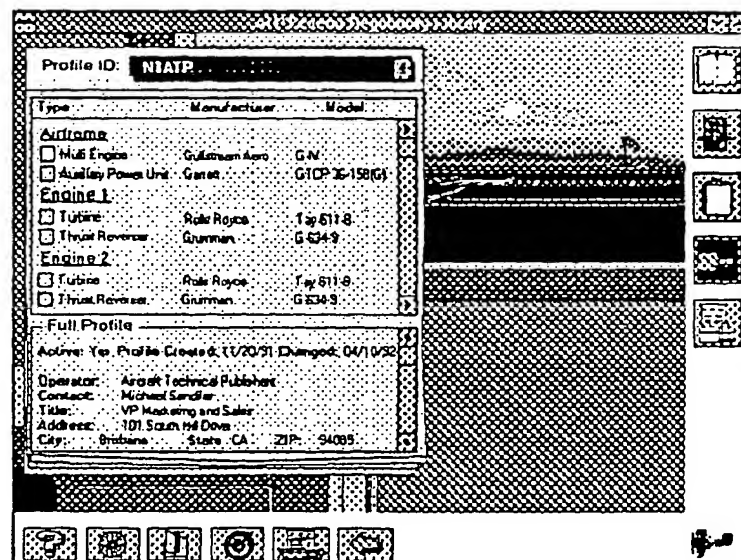 Profile ID: N1ATP
Type Manufacturer Model
Airframe
Multi Engine Gulfstream Aero G-IV
Auxiliary Power Unit Garrett GTCP 36-150(G)
Engine 1
Turbine Rolls Royce Tay 611-8
Thrust Reverser Grumman G 634-9
Engine 2
Turbine Rolls Royce Tay 611-8
Thrust Reverser Grumman G 634-9
Full Profile
Active: Yes Profile Created: 11/20/91 Changed: 04/10/92
Operator: Aircraft Technical Publishers
Contact: Michael Sandler
Title: VP Marketing and Sales
Address: 101 South Hill Drive
City: Brisbane State CA ZIP: 94005